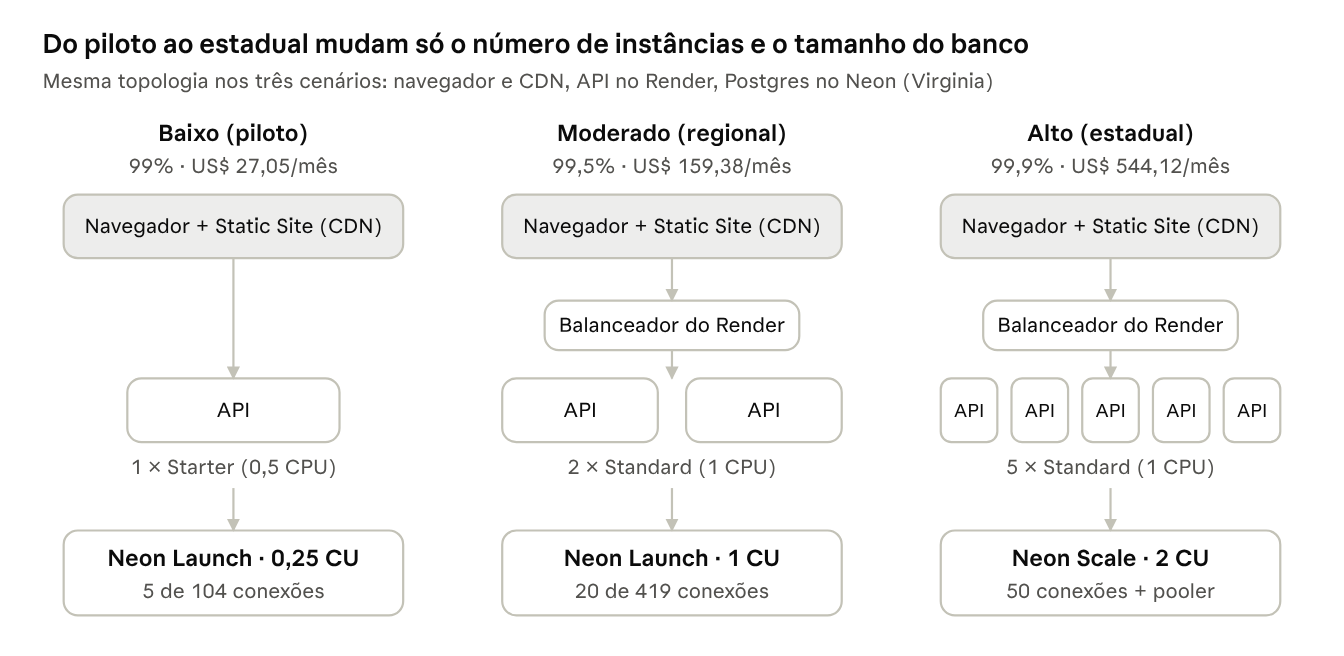 Do piloto ao estadual mudam só o número de instâncias e o tamanho do banco
Mesma topologia nos três cenários: navegador e CDN, API no Render, Postgres no Neon (Virginia)
Baixo (piloto)
99% · US$ 27,05/mês
Navegador + Static Site (CDN)
API
1 × Starter (0,5 CPU)
Neon Launch · 0,25 CU
5 de 104 conexões
Moderado (regional)
99,5% · US$ 159,38/mês
Navegador + Static Site (CDN)
Balanceador do Render
API
API
2 × Standard (1 CPU)
Neon Launch · 1 CU
20 de 419 conexões
Alto (estadual)
99,9% · US$ 544,12/mês
Navegador + Static Site (CDN)
Balanceador do Render
API
API
API
API
API
5 × Standard (1 CPU)
Neon Scale · 2 CU
50 conexões + pooler